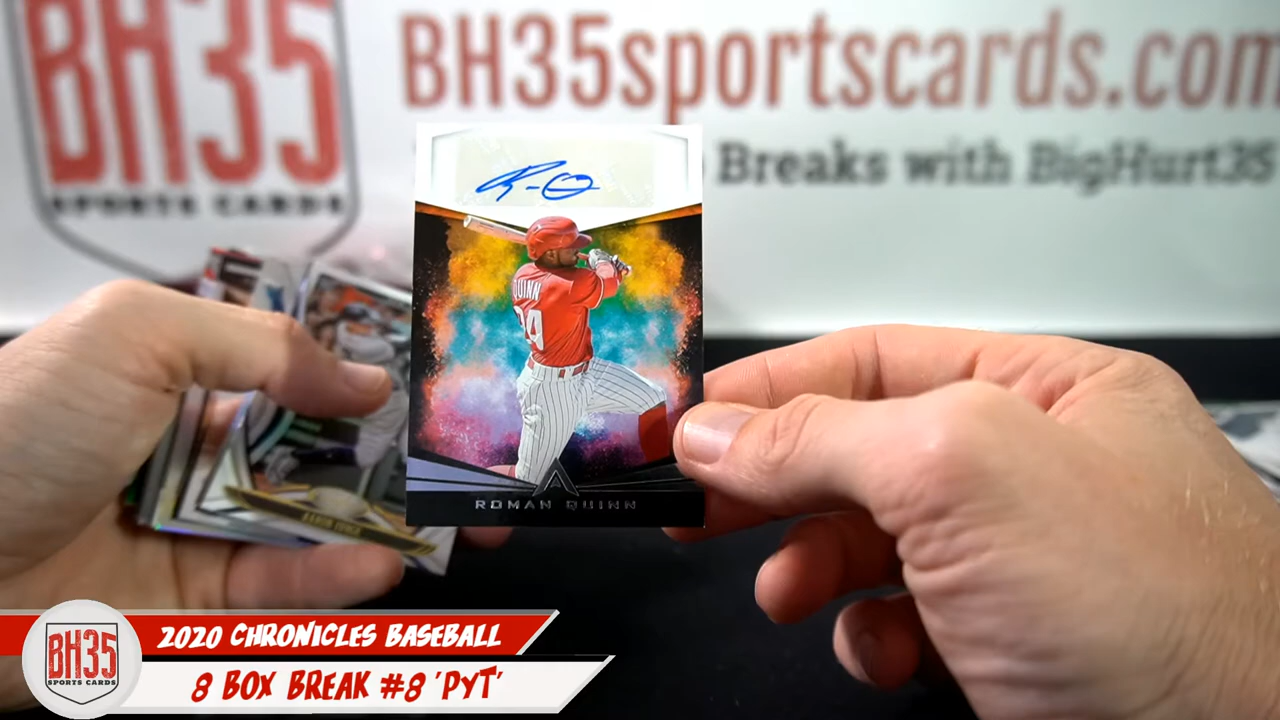 BH35
SPORTS CARDS
BH35sportscards.com
Breaks with BigHurt35
QUINN
24
ROMAN QUINN
BH35
SPORTS CARDS
2020 CHRONICLES BASEBALL
8 BOX BREAK #8 'PYT'